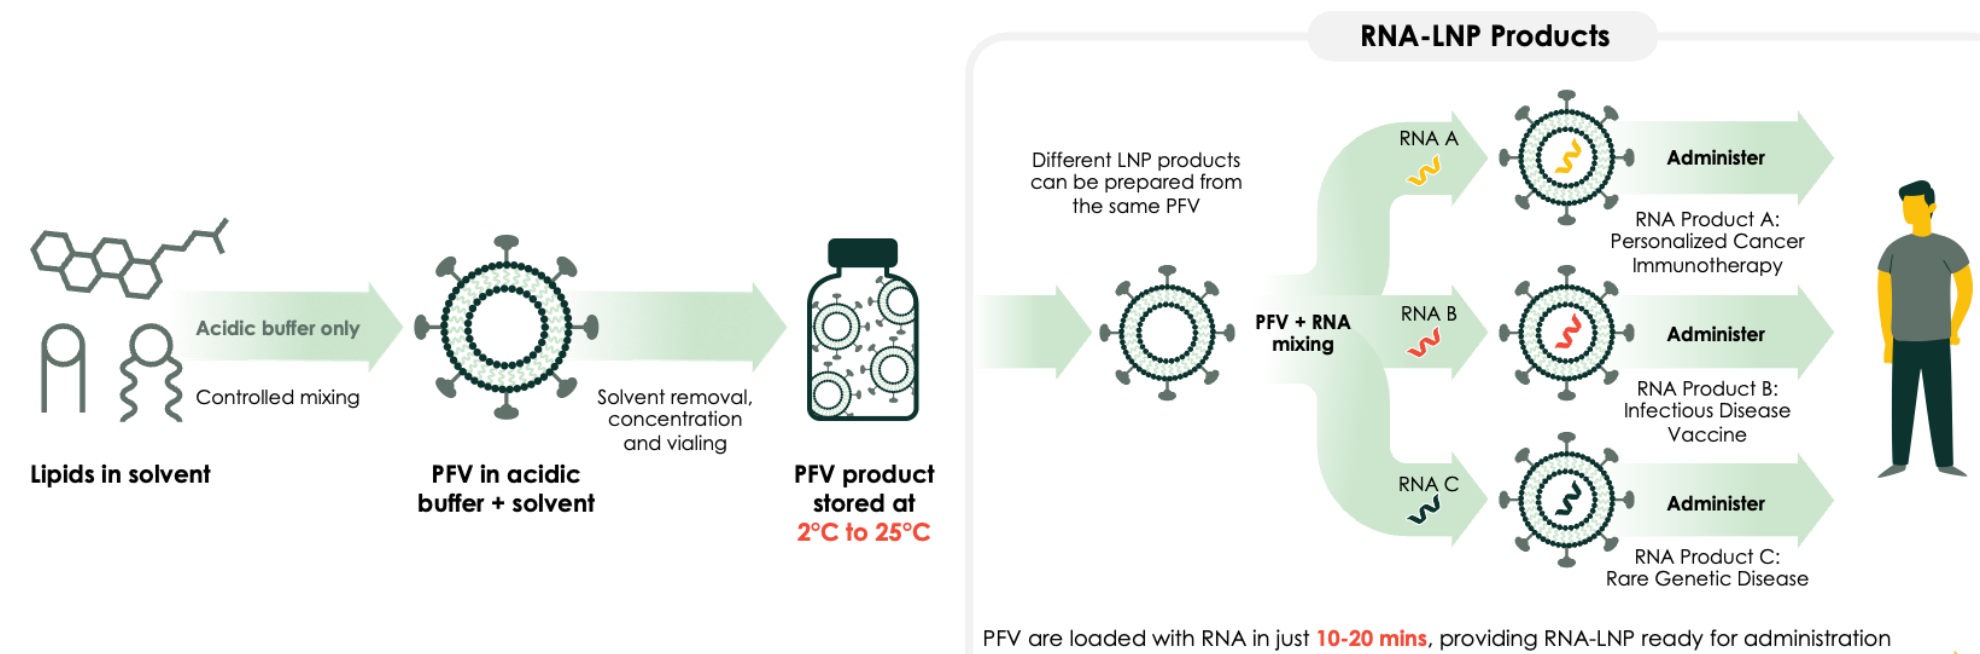 RNA-LNP Products
Lipids in solvent
Acidic buffer only
Controlled mixing
PFV in acidic
buffer + solvent
Solvent removal,
concentration
and vialing
PFV product
stored at
2°C to 25°C
Different LNP products
can be prepared from
the same PFV
PFV + RNA
mixing
RNA A
Administer
RNA Product A:
Personalized Cancer
Immunotherapy
RNA B
Administer
RNA Product B:
Infectious Disease
Vaccine
RNA C
Administer
RNA Product C:
Rare Genetic Disease
PFV are loaded with RNA in just 10-20 mins, providing RNA-LNP ready for administration